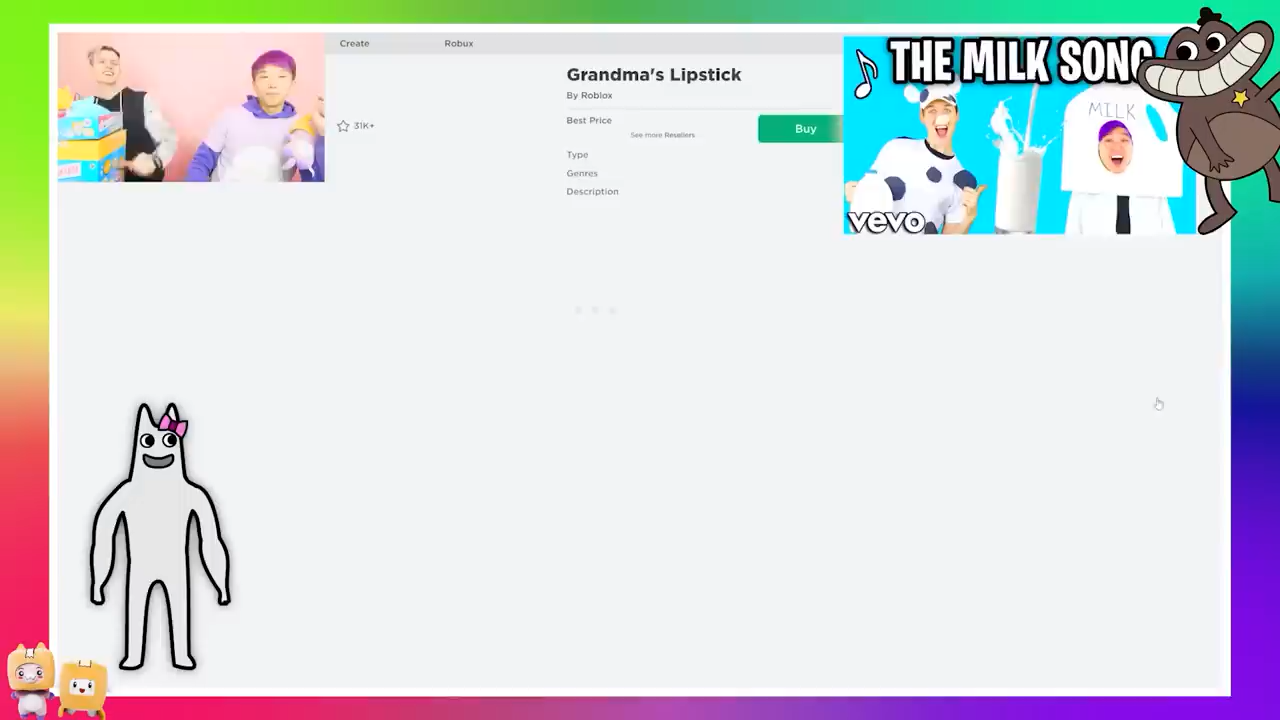 Create
Robux
Grandma's Lipstick
By Roblox
31K+
Best Price
See more Resellers
Buy
Type
Genres
Description
THE MILK SONG
MILK
vevo